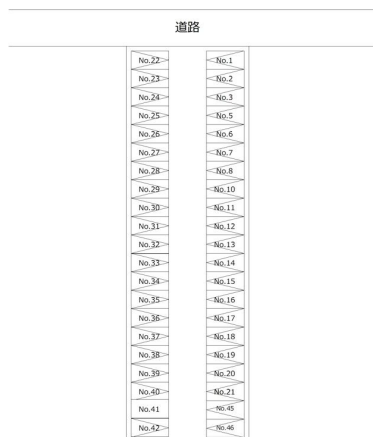 道路
No.22 No.1
No.23 No.2
No.24 No.3
No.25 No.5
No.26 No.6
No.27 No.7
No.28 No.8
No.29 No.10
No.30 No.11
No.31 No.12
No.32 No.13
No.33 No.14
No.34 No.15
No.35 No.16
No.36 No.17
No.37 No.18
No.38 No.19
No.39 No.20
No.40 No.21
No.41 No.45
No.42 No.46